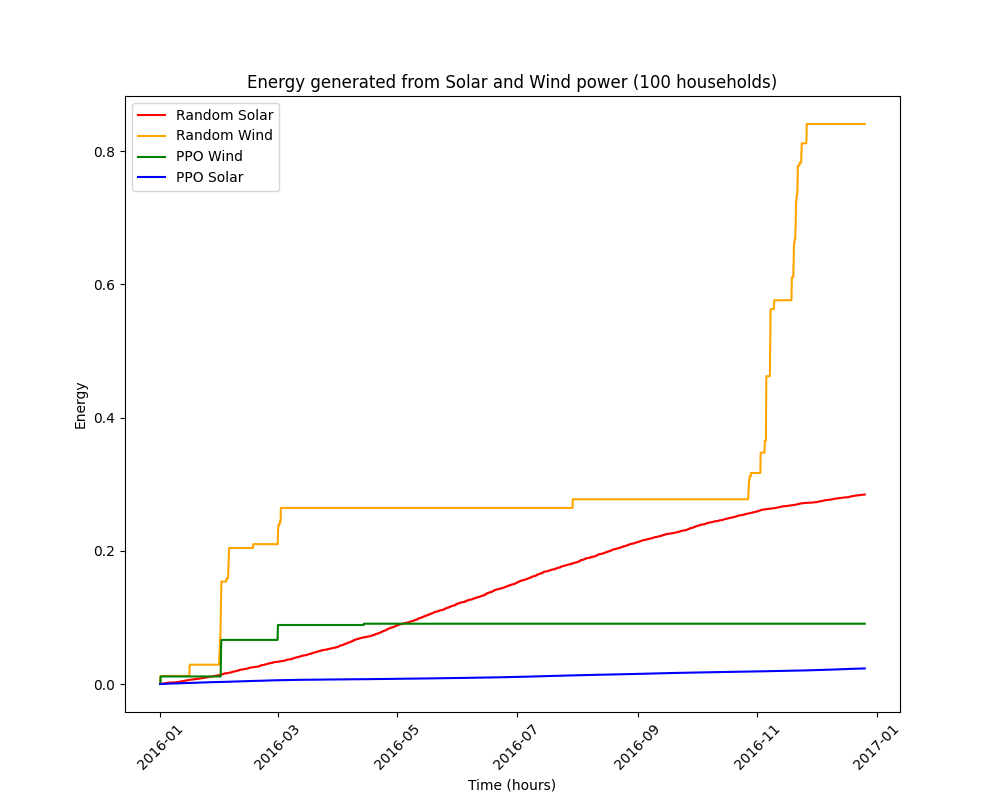 Energy generated from Solar and Wind power (100 households)
Random Solar
Random Wind
PPO Wind
PPO Solar
Energy
0.8
0.6
0.4
0.2
0.0
2016-01
2016-03
2016-05
2016-07
2016-09
2016-11
2017-01
Time (hours)